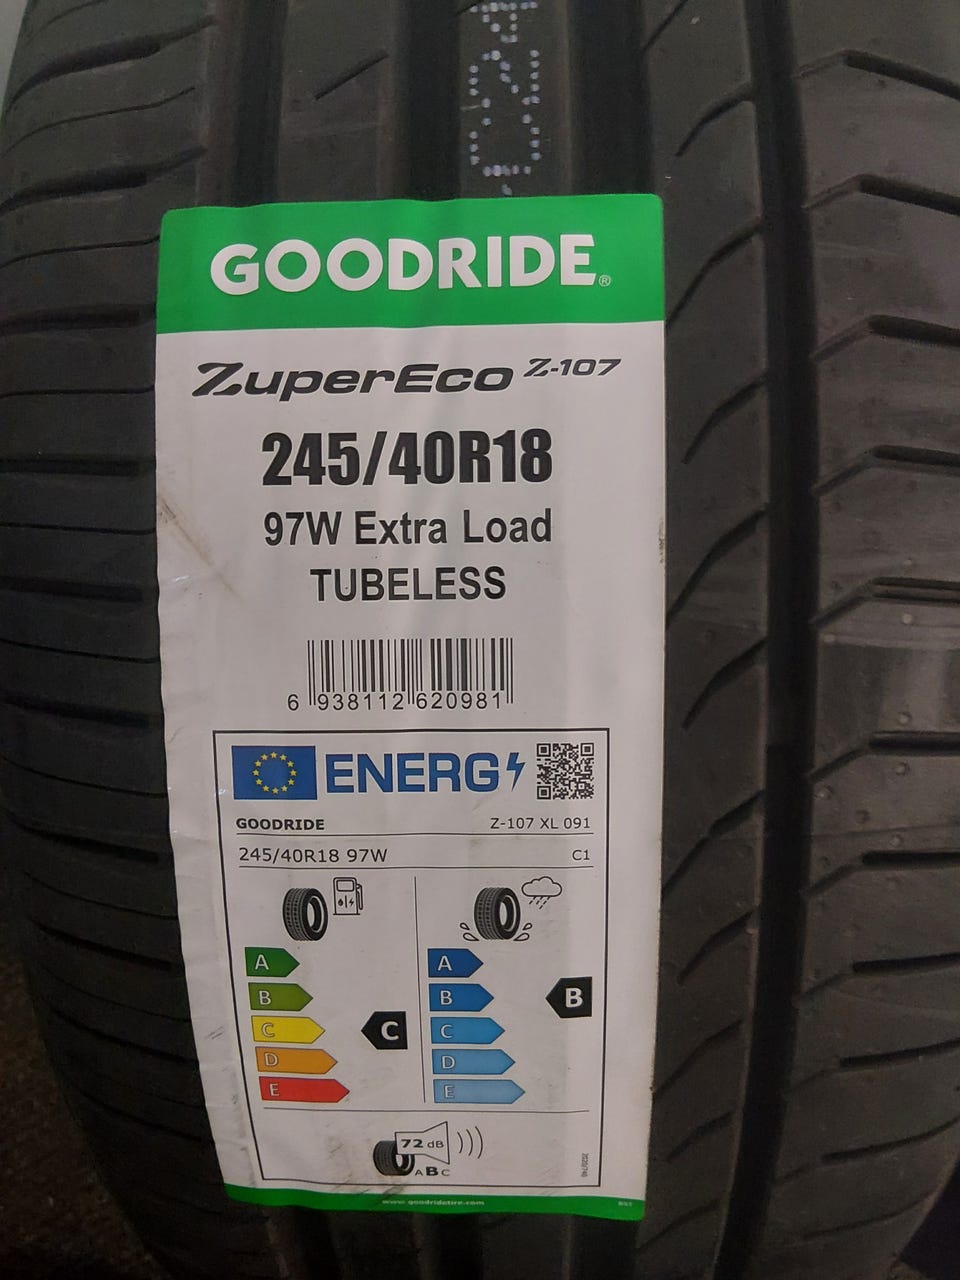 GOODRIDE®
ZuperEco Z-107
245/40R18
97W Extra Load
TUBELESS
6 938112 620981
ENERG
GOODRIDE Z-107 XL 091
245/40R18 97W C1
A A
B B B
C C C
D D
E E
72 dB
ABC
www.goodridetire.com